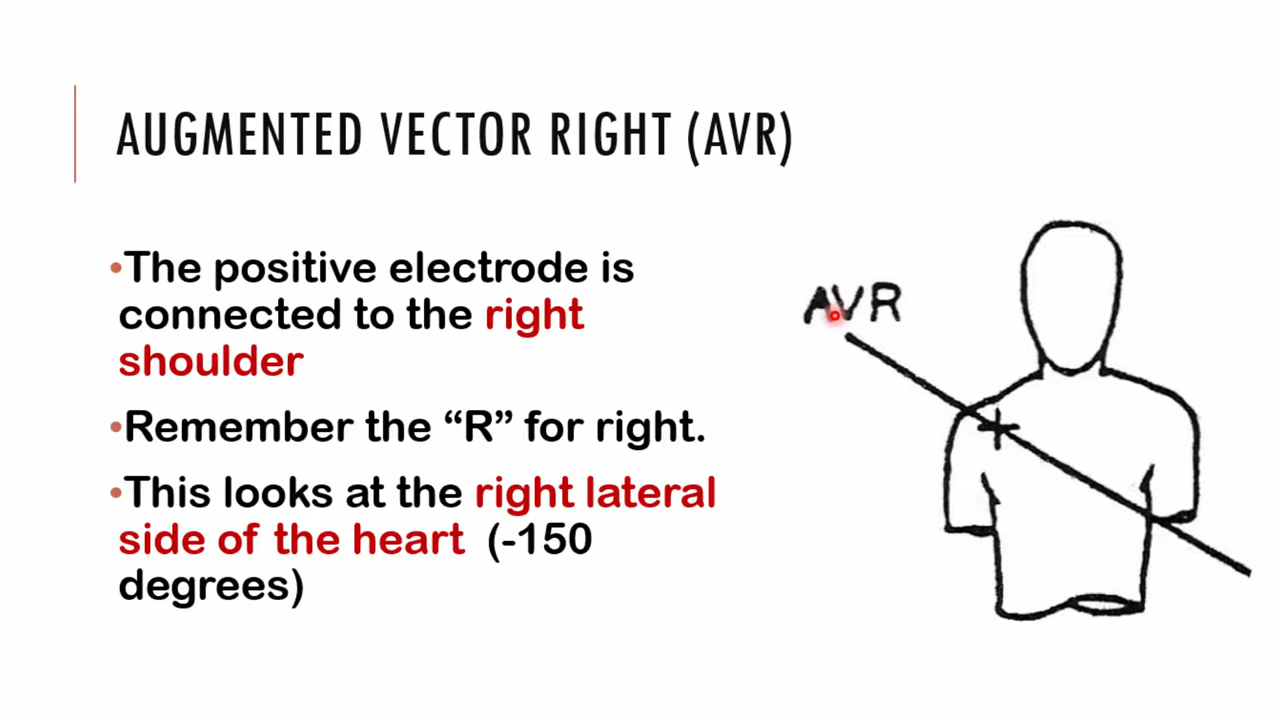 AUGMENTED VECTOR RIGHT (AVR)
•The positive electrode is
connected to the right
shoulder
•Remember the “R” for right.
•This looks at the right lateral
side of the heart (-150
degrees)
AVR